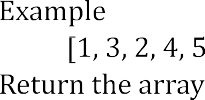 Example
[1, 3, 2, 4, 5
Return the array